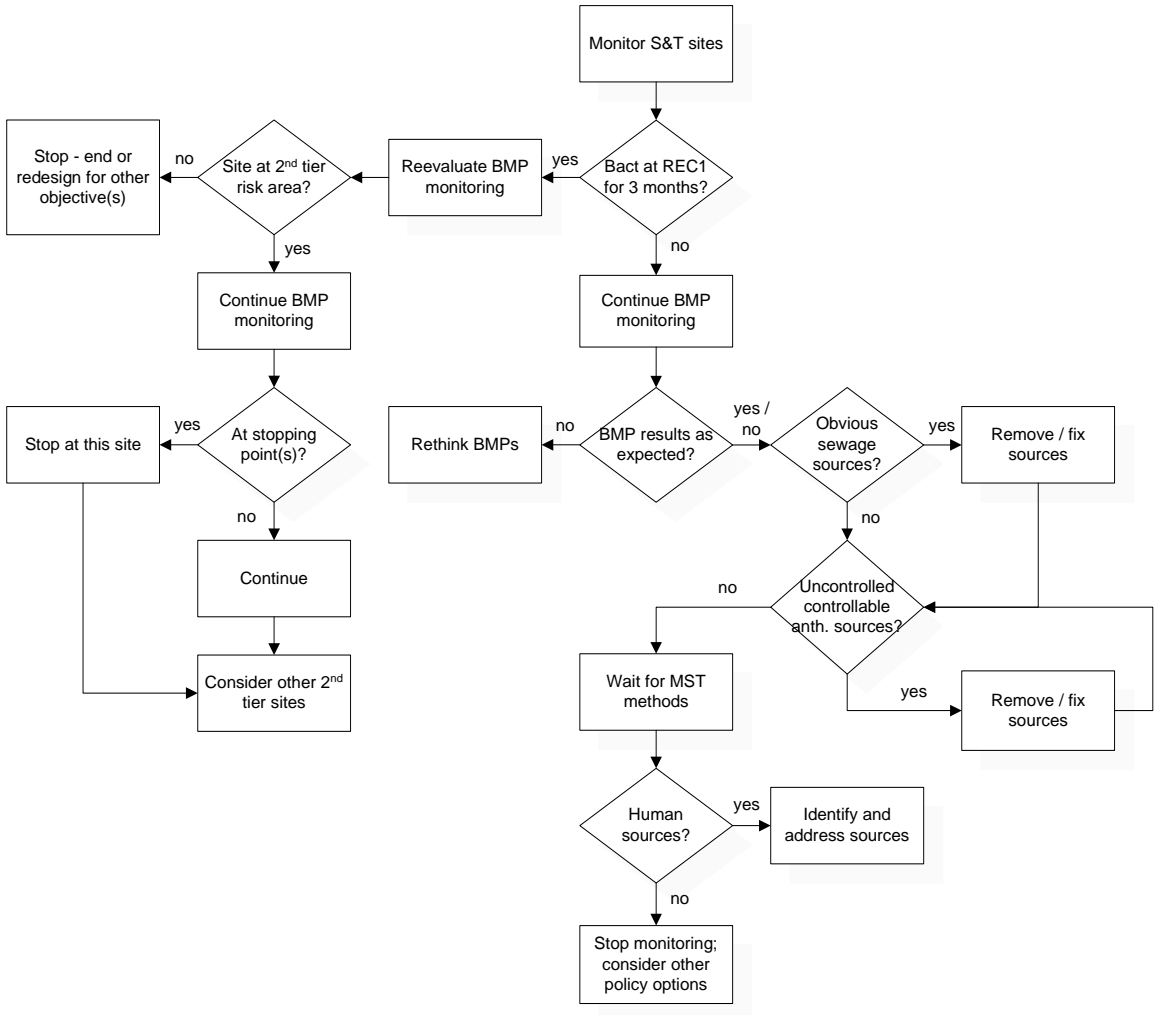 Monitor S&T sites
Stop - end or
redesign for other
objective(s)
no
Site at 2nd tier
risk area?
Reevaluate BMP
monitoring
yes
Bact at REC1
for 3 months?
yes
no
Continue BMP
monitoring
Continue BMP
monitoring
Stop at this site
yes
At stopping
point(s)?
Rethink BMPs
no
BMP results as
expected?
yes /
no
Obvious
sewage
sources?
yes
Remove / fix
sources
no
no
Continue
no
Uncontrolled
controllable
anth. sources?
Consider other 2nd
tier sites
Wait for MST
methods
yes
Remove / fix
sources
Human
sources?
yes
Identify and
address sources
no
Stop monitoring;
consider other
policy options